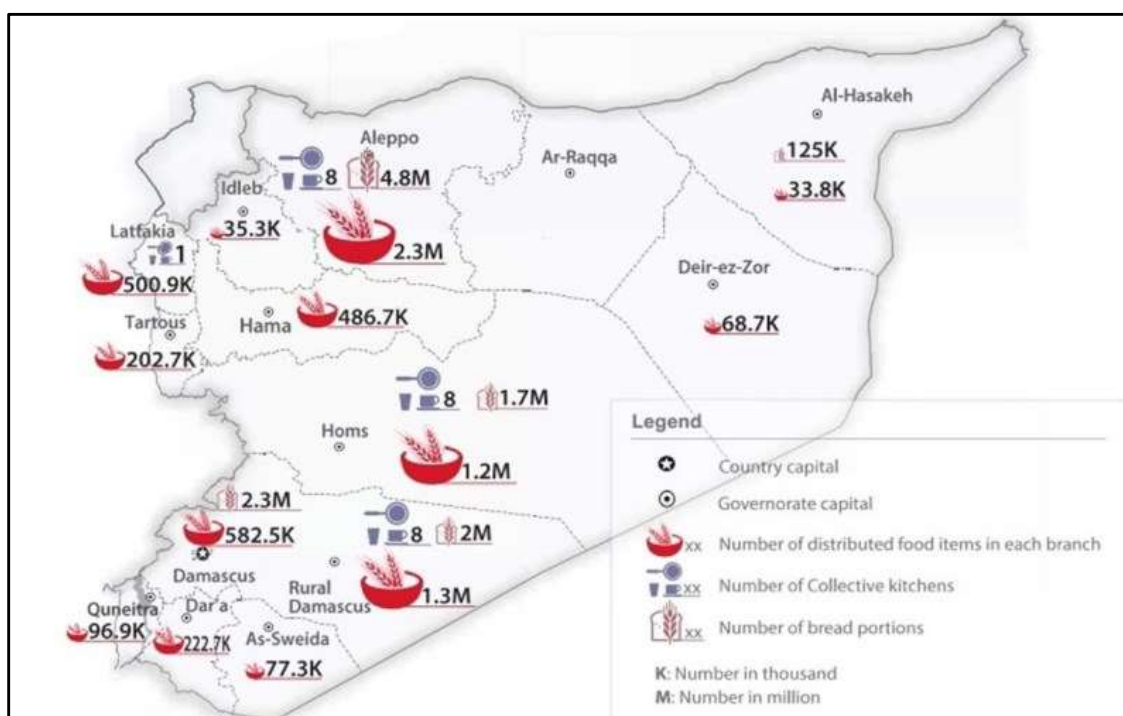 Al-Hasakeh
125K
33.8K
Aleppo
8
4.8M
2.3M
Ar-Raqqa
Idleb
35.3K
Lattakia
1
500.9K
Deir-ez-Zor
68.7K
Hama
486.7K
Tartous
202.7K
8
1.7M
Homs
1.2M
2.3M
582.5K
Damascus
8
2M
Rural
Damascus
1.3M
Quneitra
96.9K
Dar'a
222.7K
As-Sweida
77.3K
Legend
Country capital
Governorate capital
xx Number of distributed food items in each branch
xx Number of Collective kitchens
xx Number of bread portions
K: Number in thousand
M: Number in million